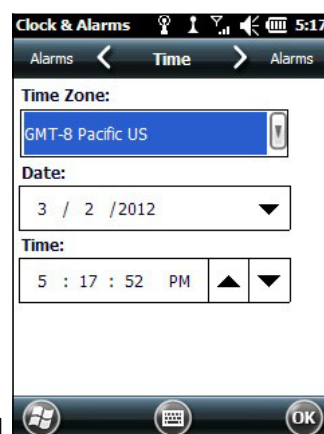 Clock & Alarms 5:17
Alarms Time Alarms
Time Zone:
GMT-8 Pacific US
Date:
3 / 2 /2012
Time:
5 : 17 : 52 PM
OK